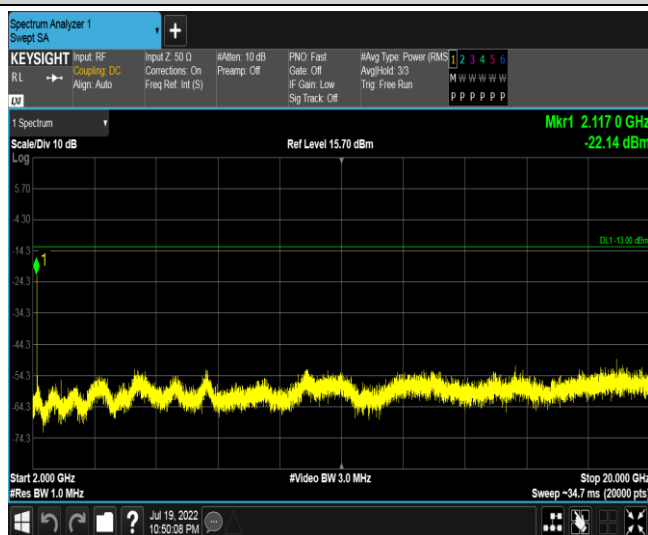 Spectrum Analyzer 1
Swept SA
KEYSIGHT
RL
LXI
Input: RF
Coupling: DC
Align: Auto
Input Z: 50 Ω
Corrections: On
Freq Ref: Int (S)
#Atten: 10 dB
Preamp: Off
PNO: Fast
Gate: Off
IF Gain: Low
Sig Track: Off
#Avg Type: Power (RMS
Avg|Hold: 3/3
Trig: Free Run
1 2 3 4 5 6
M W W W W W
P P P P P P
1 Spectrum
Mkr1 2.117 0 GHz
Scale/Div 10 dB
Ref Level 15.70 dBm
-22.14 dBm
Log
5.70
-4.30
DL1 -13.00 dBm
-14.3
1
-24.3
-34.3
-44.3
-54.3
-64.3
-74.3
Start 2.000 GHz
#Video BW 3.0 MHz
Stop 20.000 GHz
#Res BW 1.0 MHz
Sweep ~34.7 ms (20000 pts)
?
Jul 19, 2022
10:50:08 PM